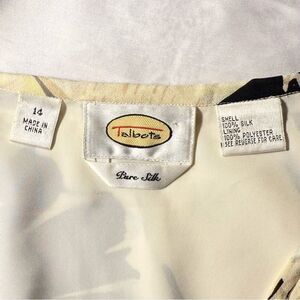 14
MADE IN
CHINA
Talbots
Pure Silk
SHELL
100% SILK
LINING
100% POLYESTER
SEE REVERSE FOR CARE